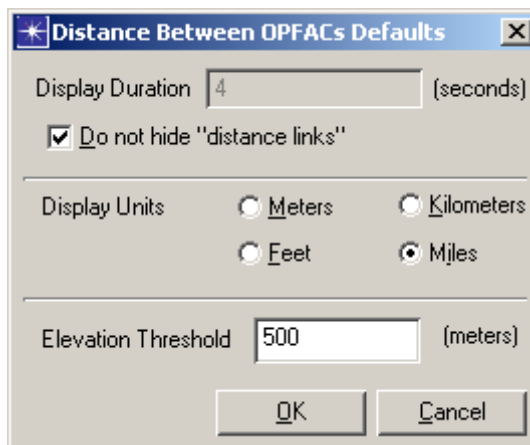 Distance Between OPFACs Defaults
Display Duration 4 (seconds)
Do not hide "distance links"
Display Units Meters Kilometers
Feet Miles
Elevation Threshold 500 (meters)
OK Cancel